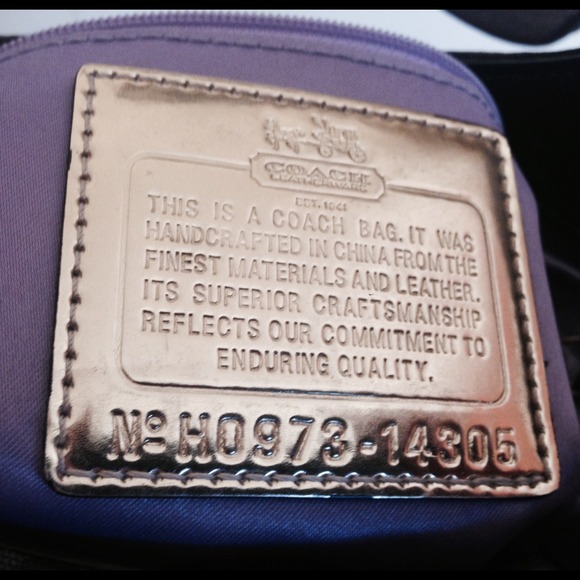 COACH
LEATHERWARE
EST. 1941
THIS IS A COACH BAG. IT WAS
HANDCRAFTED IN CHINA FROM THE
FINEST MATERIALS AND LEATHER.
ITS SUPERIOR CRAFTSMANSHIP
REFLECTS OUR COMMITMENT TO
ENDURING QUALITY.
Nº H0973-14305